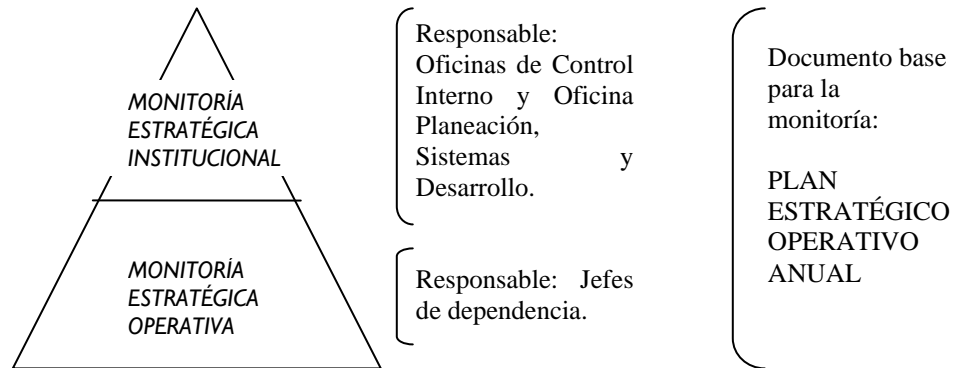 MONITORÍA
ESTRATÉGICA
INSTITUCIONAL
Responsable:
Oficinas de Control
Interno y Oficina
Planeación,
Sistemas y
Desarrollo.
MONITORÍA
ESTRATÉGICA
OPERATIVA
Responsable: Jefes
de dependencia.
Documento base
para la
monitoría:
PLAN
ESTRATÉGICO
OPERATIVO
ANUAL